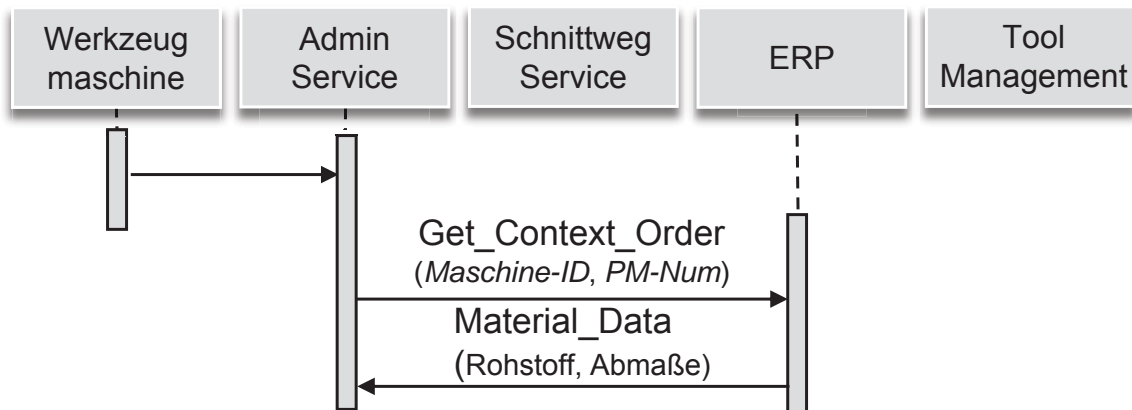 Werkzeug
maschine
Admin
Service
Schnittweg
Service
ERP
Tool
Management
Get_Context_Order
(Maschine-ID, PM-Num)
Material_Data
(Rohstoff, Abmaße)